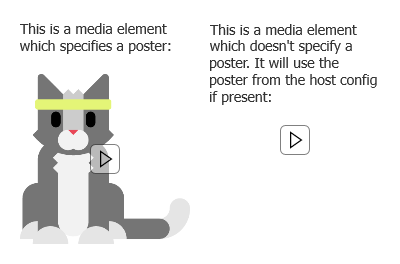 This is a media element
which specifies a poster:
This is a media element
which doesn't specify a
poster. It will use the
poster from the host config
if present: